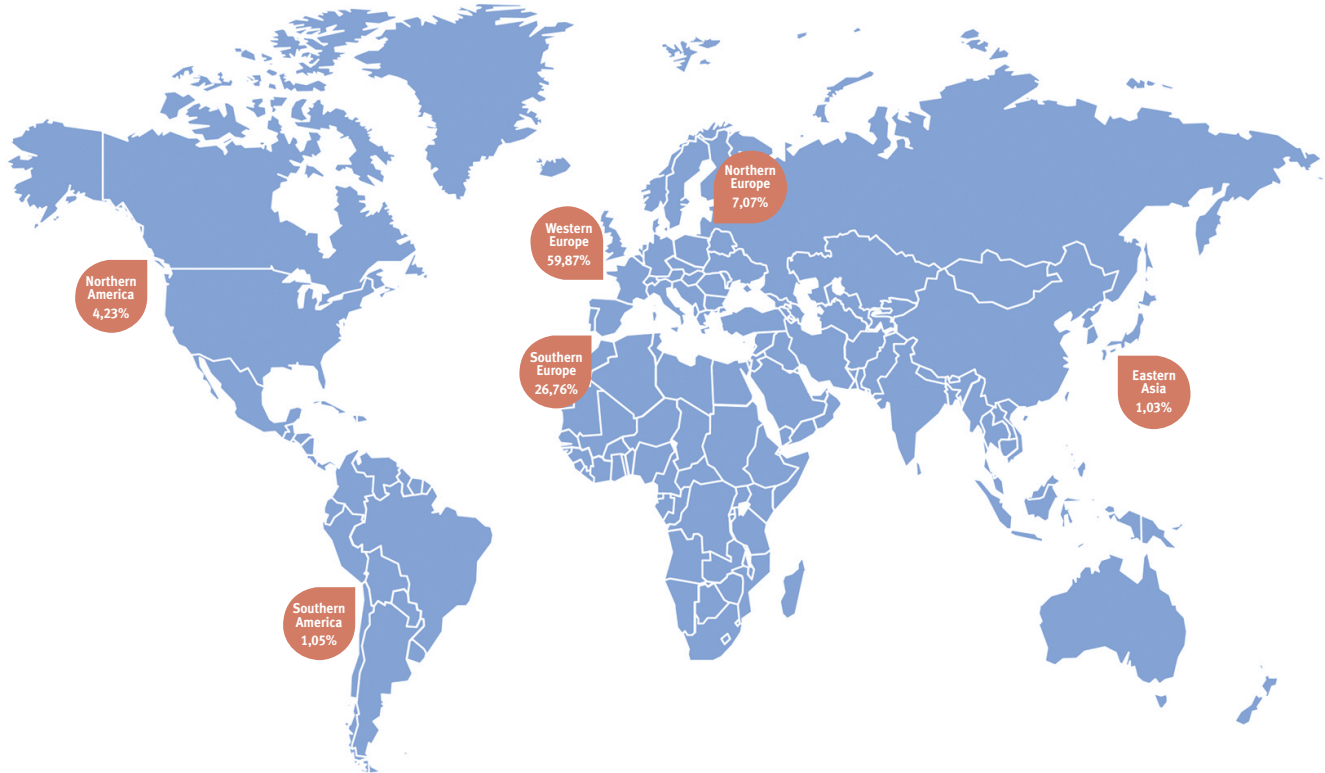 Northern
Europe
7,07%
Western
Europe
59,87%
Northern
America
4,23%
Southern
Europe
26,76%
Eastern
Asia
1,03%
Southern
America
1,05%